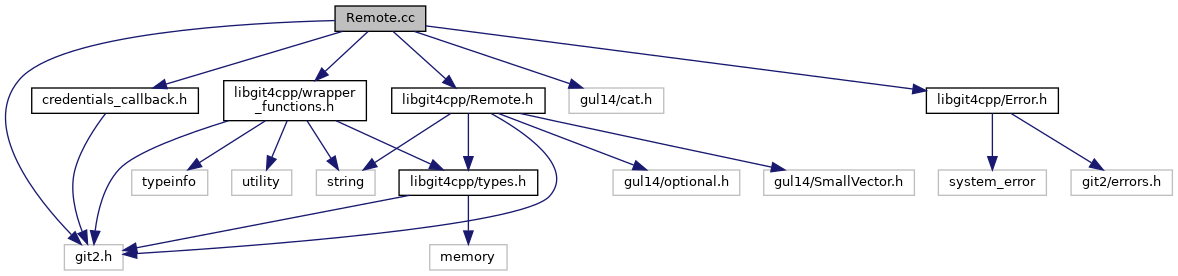 Remote.cc
credentials_callback.h
libgit4cpp/wrapper
_functions.h
libgit4cpp/Remote.h
gul14/cat.h
libgit4cpp/Error.h
typeinfo
utility
string
libgit4cpp/types.h
gul14/optional.h
gul14/SmallVector.h
system_error
git2/errors.h
git2.h
memory